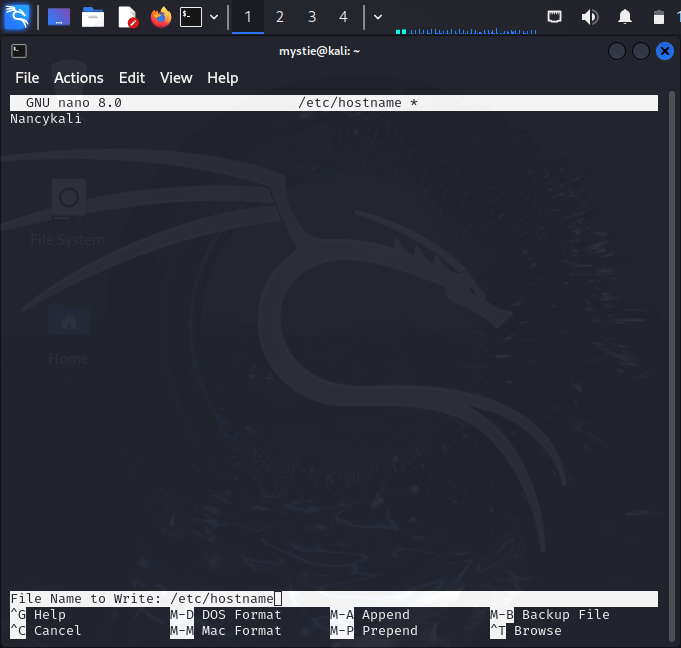 1 2 3 4
mystie@kali: ~
File Actions Edit View Help
GNU nano 8.0 /etc/hostname *
Nancykali
File System
Home
File Name to Write: /etc/hostname
^G Help M-D DOS Format M-A Append M-B Backup File
^C Cancel M-M Mac Format M-P Prepend ^T Browse